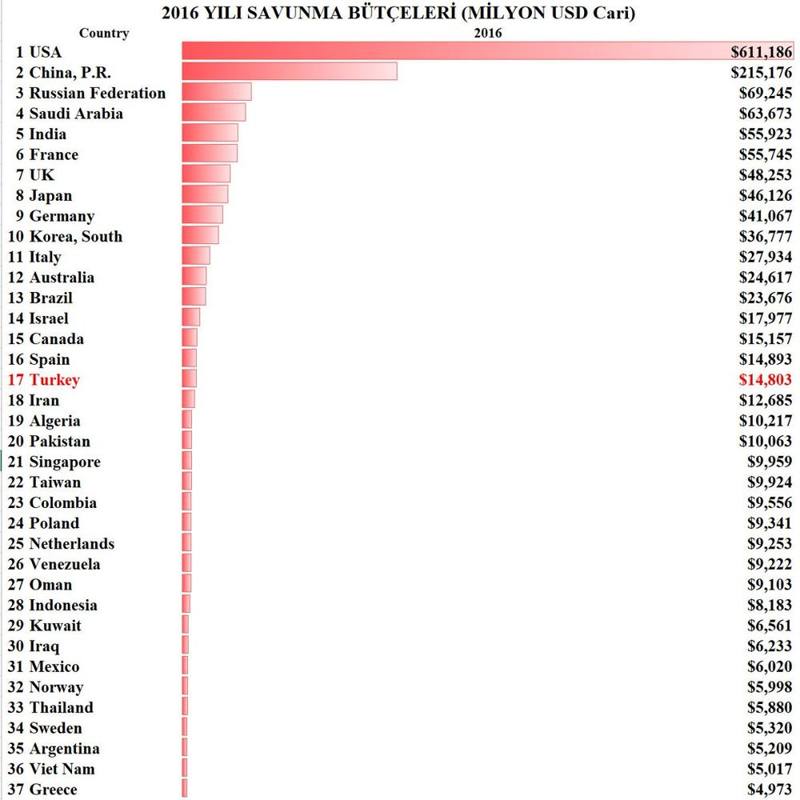 2016 YILI SAVUNMA BÜTÇELERİ (MİLYON USD Cari)
Country 2016
1 USA $611,186
2 China, P.R. $215,176
3 Russian Federation $69,245
4 Saudi Arabia $63,673
5 India $55,923
6 France $55,745
7 UK $48,253
8 Japan $46,126
9 Germany $41,067
10 Korea, South $36,777
11 Italy $27,934
12 Australia $24,617
13 Brazil $23,676
14 Israel $17,977
15 Canada $15,157
16 Spain $14,893
17 Turkey $14,803
18 Iran $12,685
19 Algeria $10,217
20 Pakistan $10,063
21 Singapore $9,959
22 Taiwan $9,924
23 Colombia $9,556
24 Poland $9,341
25 Netherlands $9,253
26 Venezuela $9,222
27 Oman $9,103
28 Indonesia $8,183
29 Kuwait $6,561
30 Iraq $6,233
31 Mexico $6,020
32 Norway $5,998
33 Thailand $5,880
34 Sweden $5,320
35 Argentina $5,209
36 Viet Nam $5,017
37 Greece $4,973